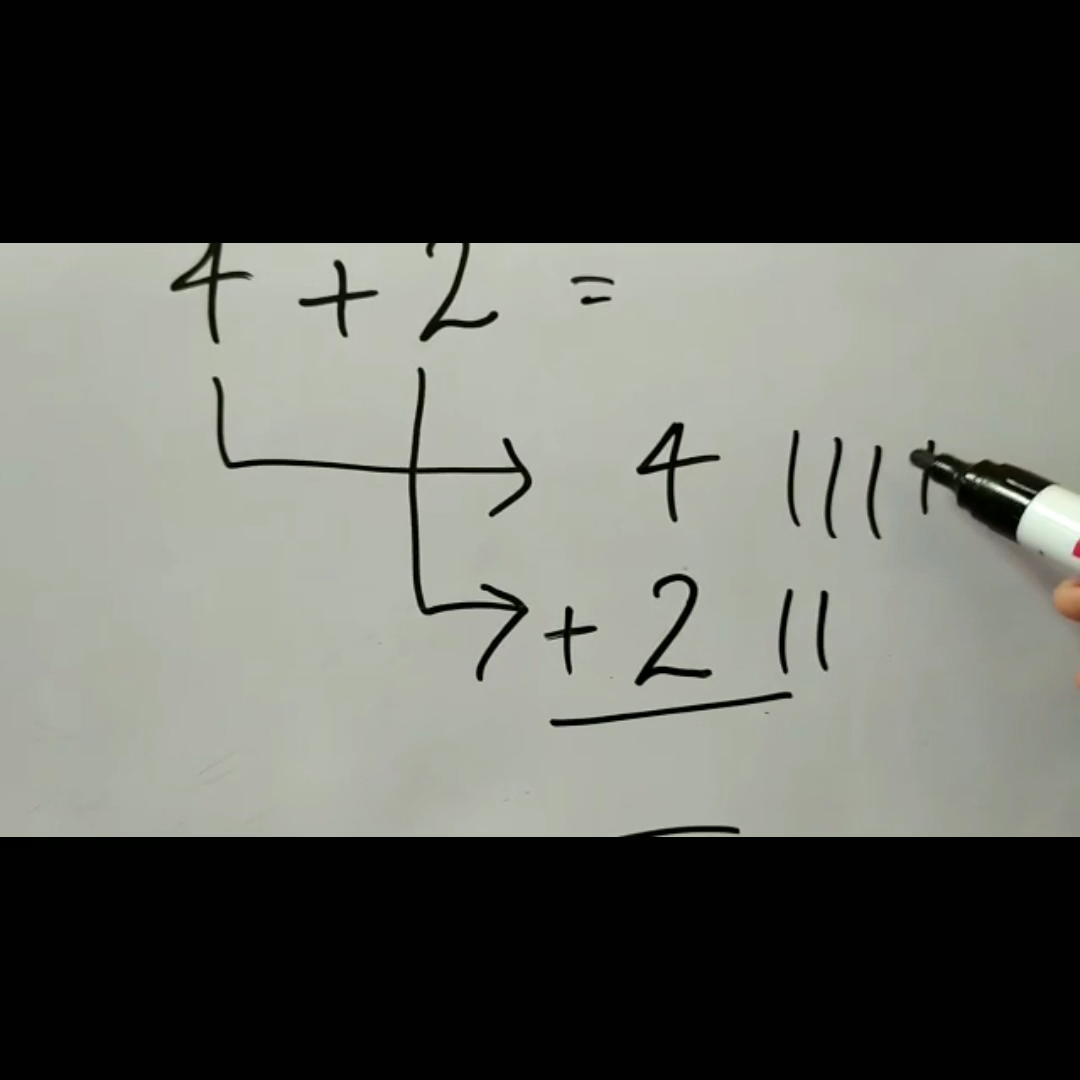 4 + 2 =
4 ||||
+ 2 ||